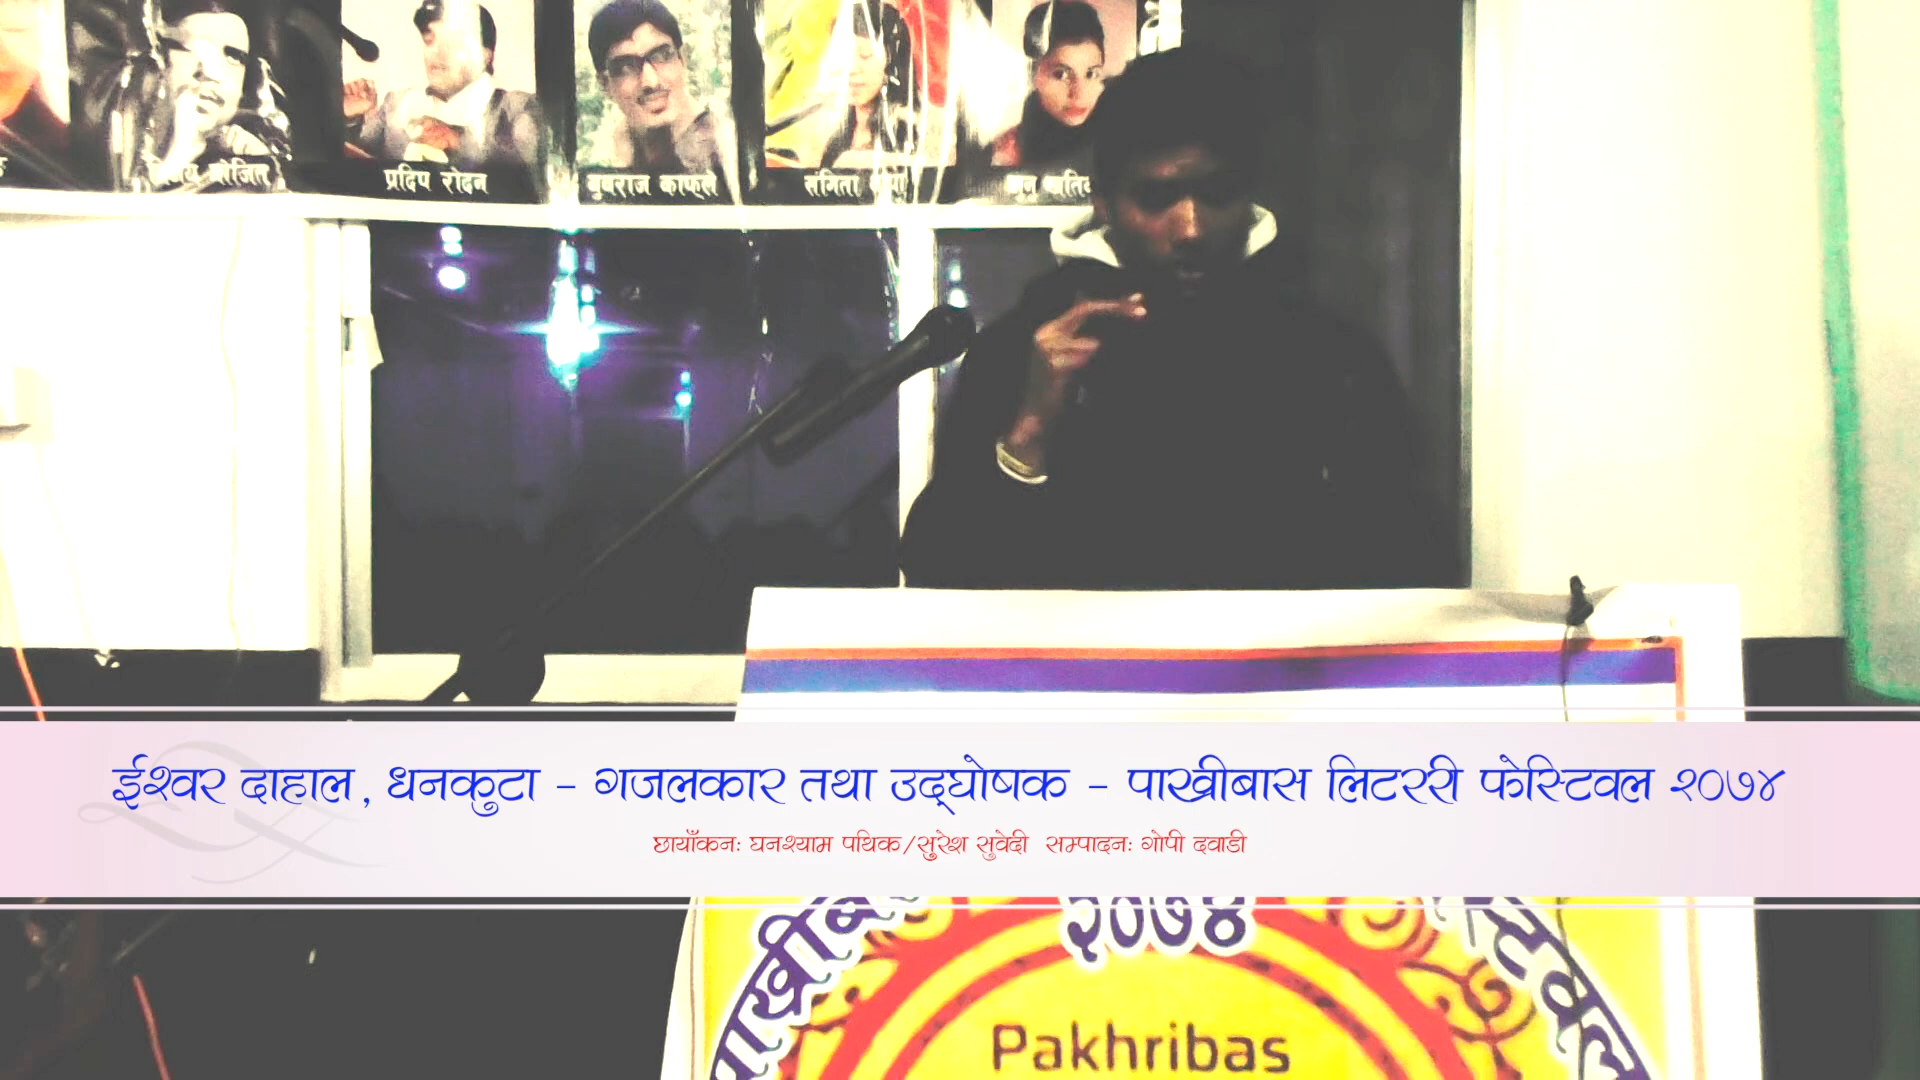 प्रदिप रोदन
युवराज काफ्ले
ईश्वर दाहाल, धनकुटा - गजलकार तथा उद्घोषक - पाख्रीबास लिटररी फेस्टिवल २०७४
छायाँकनः घनश्याम पथिक/सुरेश सुवेदी सम्पादनः गोपी दवाडी
२०७४
Pakhribas